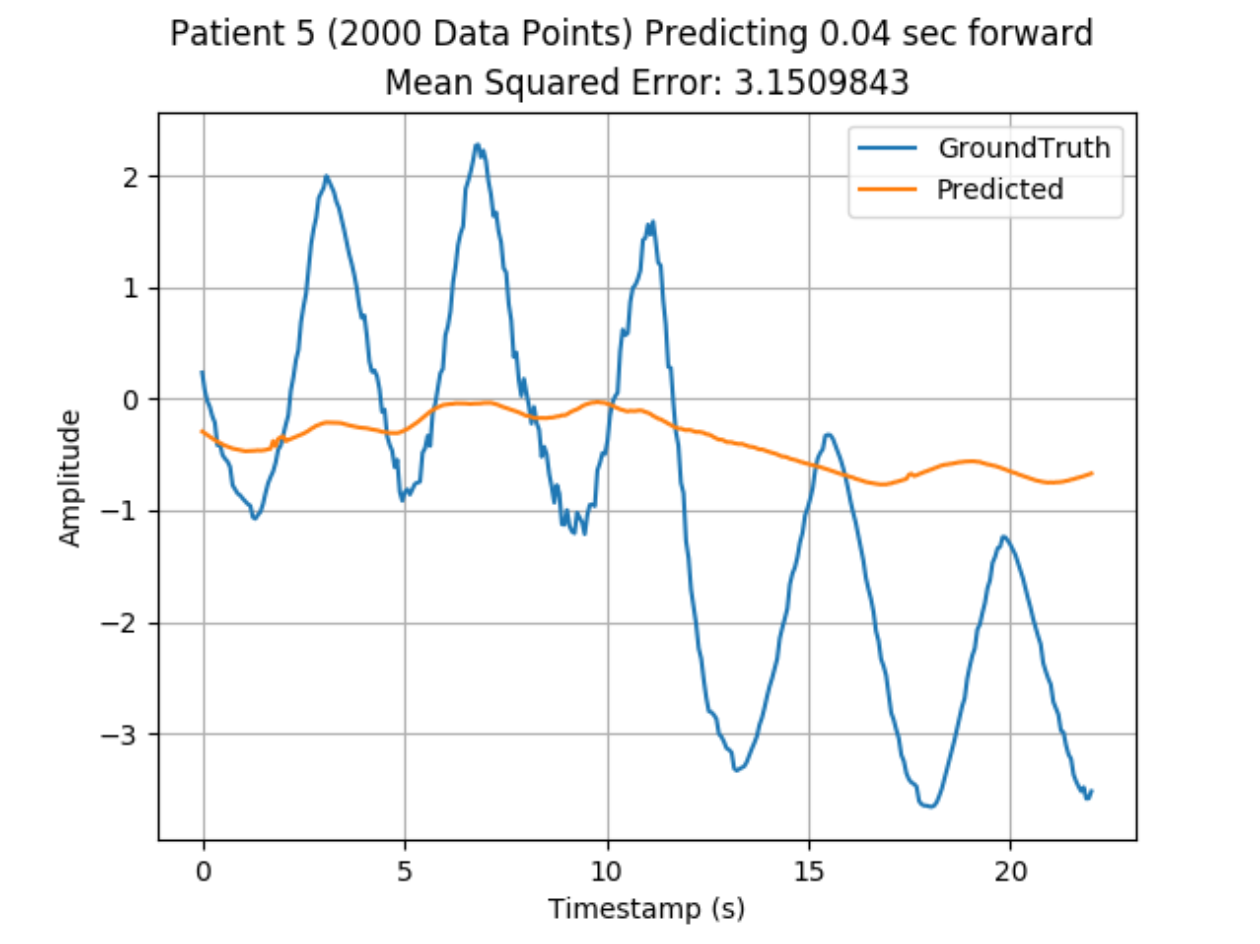 Patient 5 (2000 Data Points) Predicting 0.04 sec forward
Mean Squared Error: 3.1509843
GroundTruth
Predicted
2
1
0
−1
−2
−3
Amplitude
0 5 10 15 20
Timestamp (s)